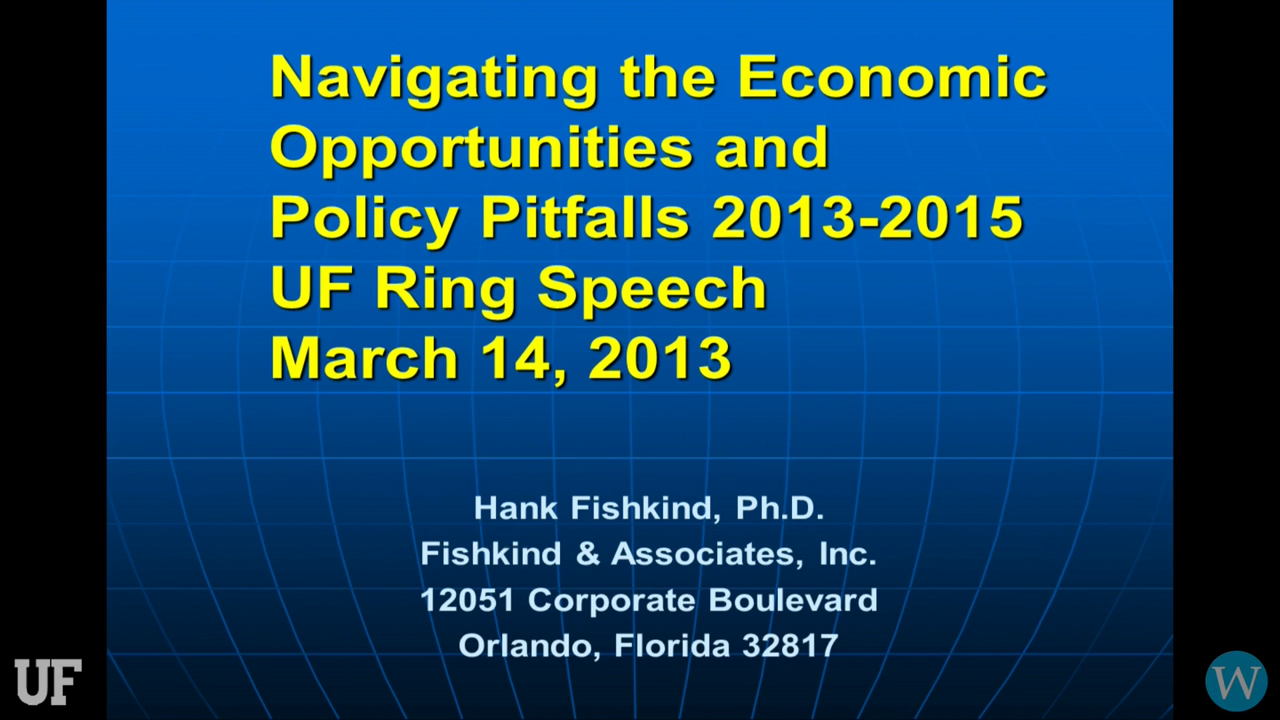 Navigating the Economic
Opportunities and
Policy Pitfalls 2013-2015
UF Ring Speech
March 14, 2013
Hank Fishkind, Ph.D.
Fishkind & Associates, Inc.
12051 Corporate Boulevard
Orlando, Florida 32817
UF
W